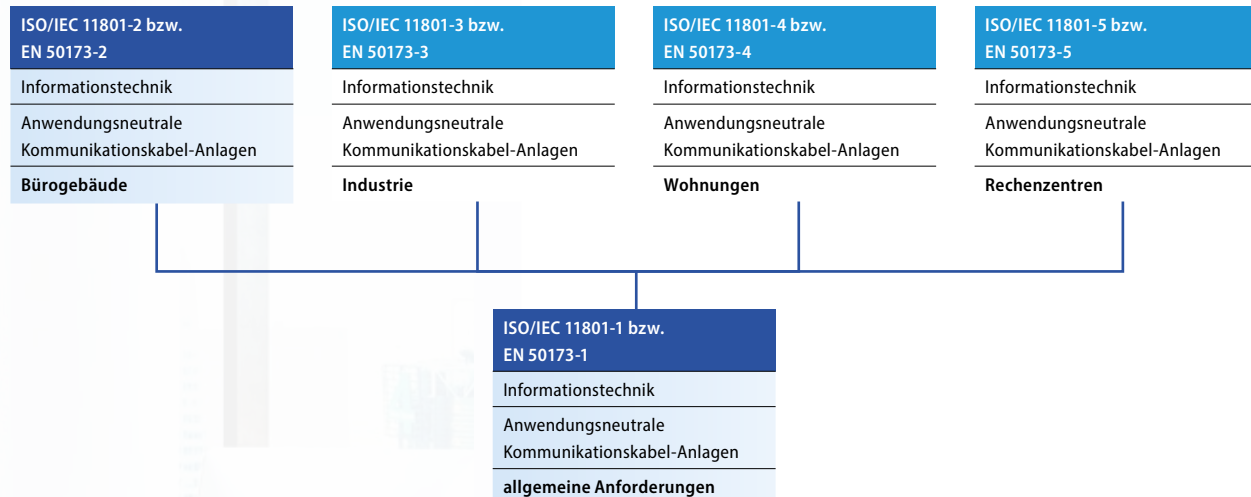 ISO/IEC 11801-2 bzw.
EN 50173-2
Informationstechnik
Anwendungsneutrale
Kommunikationskabel-Anlagen
Bürogebäude
ISO/IEC 11801-3 bzw.
EN 50173-3
Informationstechnik
Anwendungsneutrale
Kommunikationskabel-Anlagen
Industrie
ISO/IEC 11801-4 bzw.
EN 50173-4
Informationstechnik
Anwendungsneutrale
Kommunikationskabel-Anlagen
Wohnungen
ISO/IEC 11801-5 bzw.
EN 50173-5
Informationstechnik
Anwendungsneutrale
Kommunikationskabel-Anlagen
Rechenzentren
ISO/IEC 11801-1 bzw.
EN 50173-1
Informationstechnik
Anwendungsneutrale
Kommunikationskabel-Anlagen
allgemeine Anforderungen